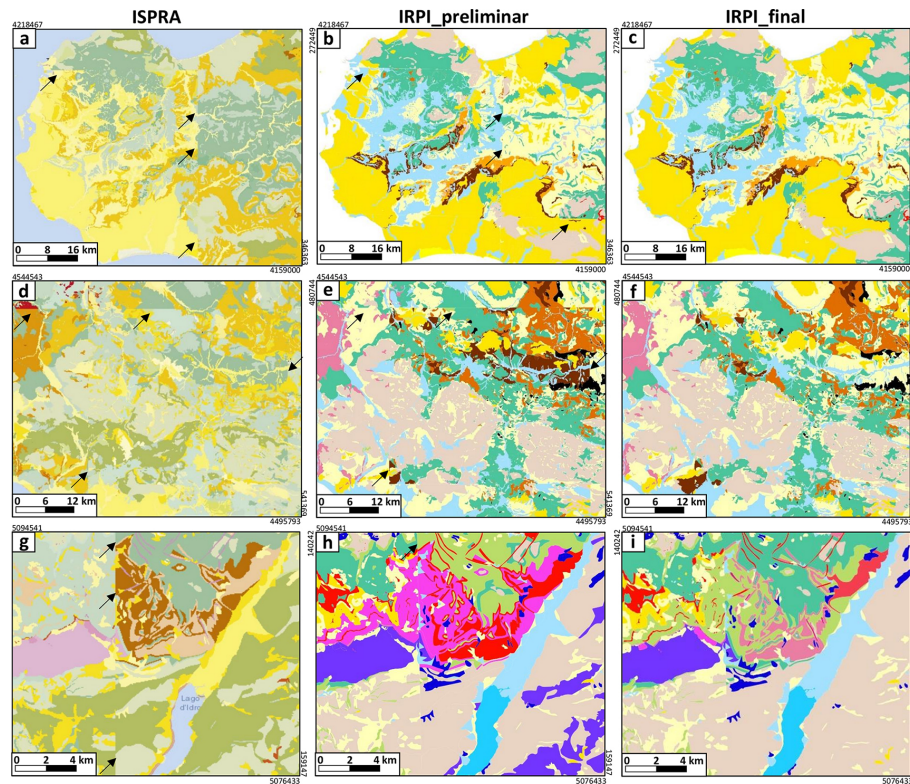 ISPRA IRPI_preliminar IRPI_final
4218467 4218467 4218467
a 272449 b 272449 c
0 8 16 km 0 8 16 km 0 8 16 km
346363 346363
4159000 4159000 4159000
4544543 4544543 4544543
d 480744 e 480744 f
0 6 12 km 0 6 12 km 0 6 12 km
541369 541369
4495793 4495793 4495793
5094541 5094541 5094541
g 140242 h 140242 i
Lago
d'Idro
0 2 4 km 0 2 4 km 0 2 4 km
159147 159147
5076433 5076433 5076433